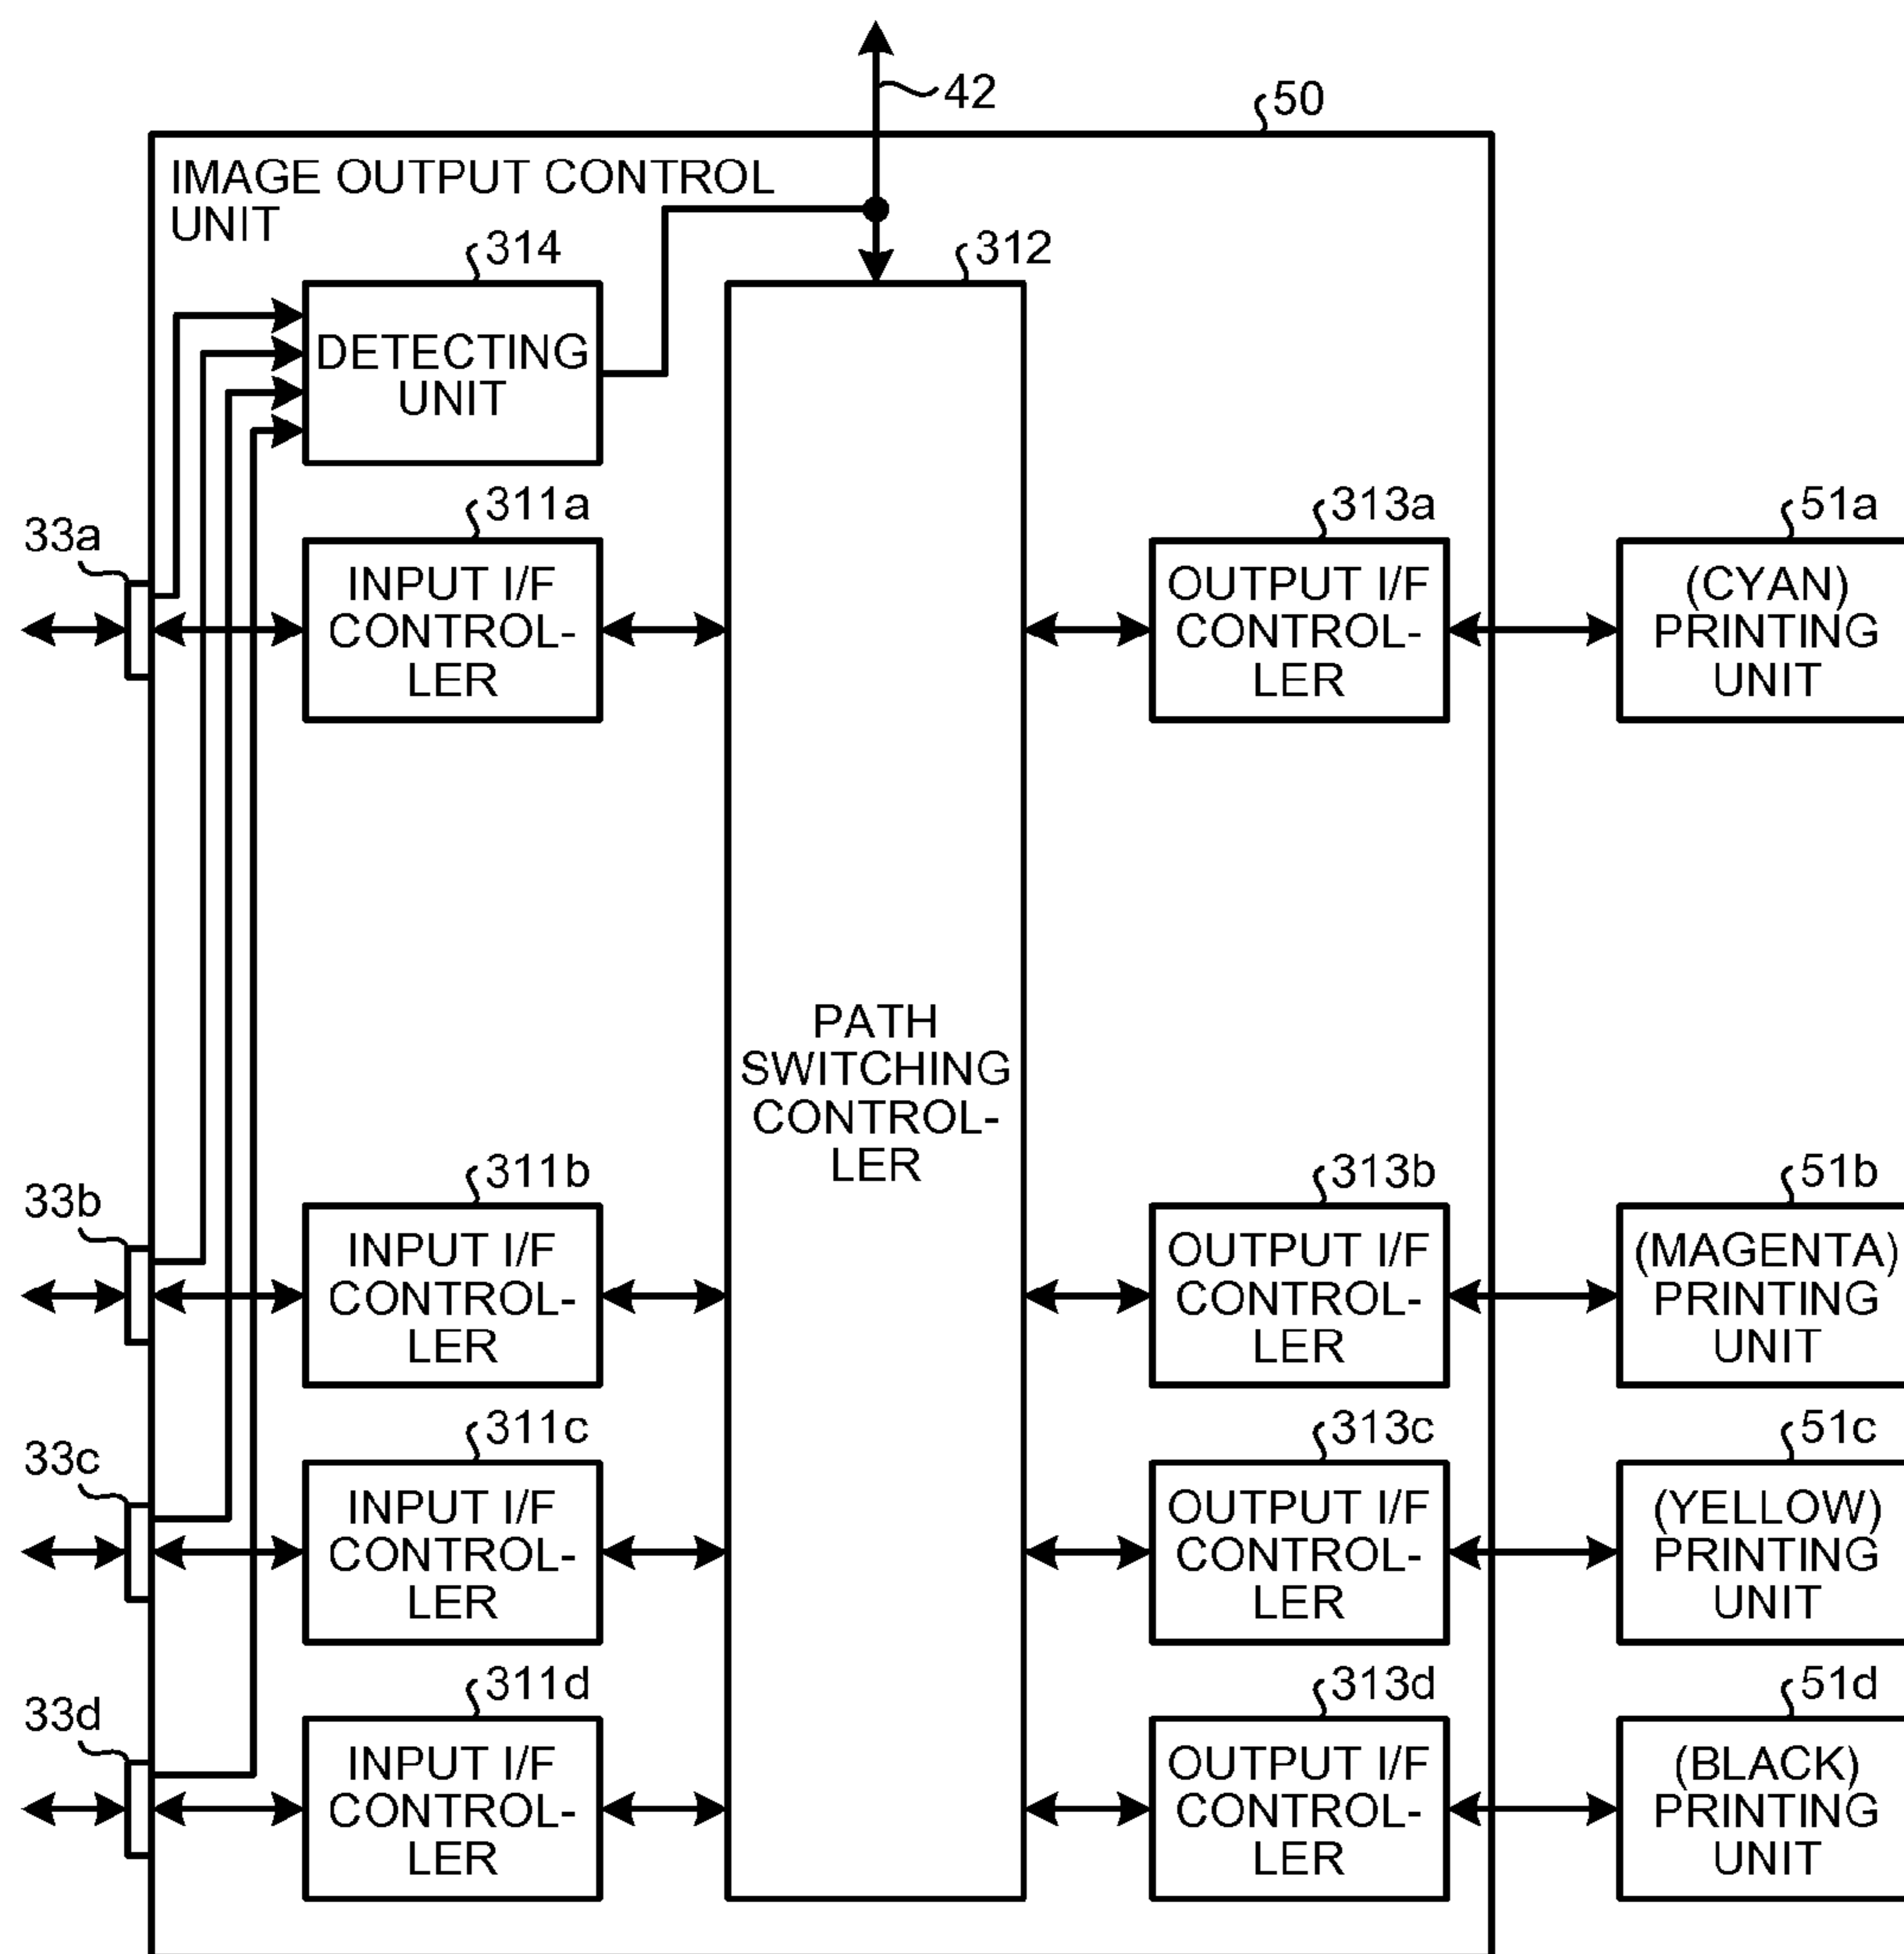 42
50
IMAGE OUTPUT CONTROL
UNIT
314
312
DETECTING
UNIT
33a
311a
313a
51a
INPUT I/F
CONTROL-
LER
OUTPUT I/F
CONTROL-
LER
(CYAN)
PRINTING
UNIT
PATH
SWITCHING
CONTROL-
LER
33b
311b
313b
51b
INPUT I/F
CONTROL-
LER
OUTPUT I/F
CONTROL-
LER
(MAGENTA)
PRINTING
UNIT
33c
311c
313c
51c
INPUT I/F
CONTROL-
LER
OUTPUT I/F
CONTROL-
LER
(YELLOW)
PRINTING
UNIT
33d
311d
313d
51d
INPUT I/F
CONTROL-
LER
OUTPUT I/F
CONTROL-
LER
(BLACK)
PRINTING
UNIT